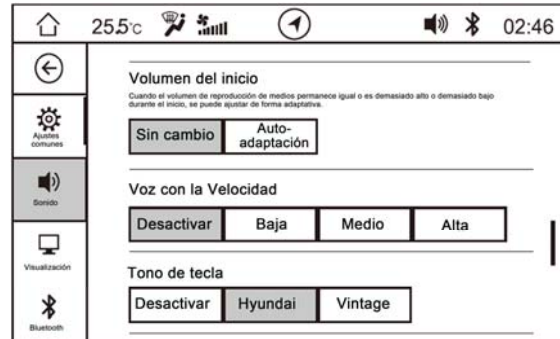 25.5°C
02:46
Volumen del inicio
Cuando el volumen de reproducción de medios permanece igual o es demasiado alto o demasiado bajo
durante el inicio, se puede ajustar de forma adaptativa.
Sin cambio
Auto-
adaptación
Ajustes
comunes
Voz con la Velocidad
Sonido
Desactivar
Baja
Medio
Alta
Visualización
Tono de tecla
Desactivar
Hyundai
Vintage
Bluetooth